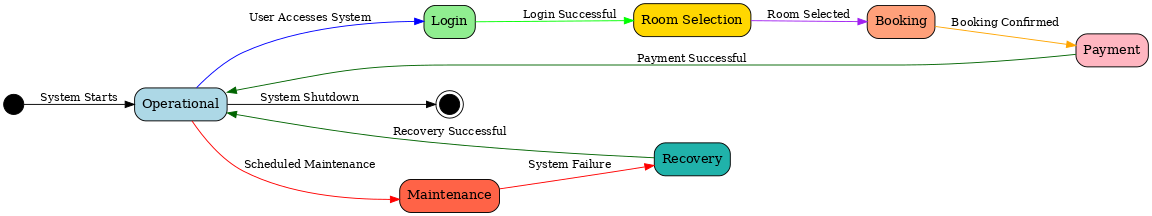 User Accesses System
Login
Login Successful
Room Selection
Room Selected
Booking
Booking Confirmed
Payment
Payment Successful
System Starts
Operational
System Shutdown
Recovery Successful
Scheduled Maintenance
System Failure
Recovery
Maintenance